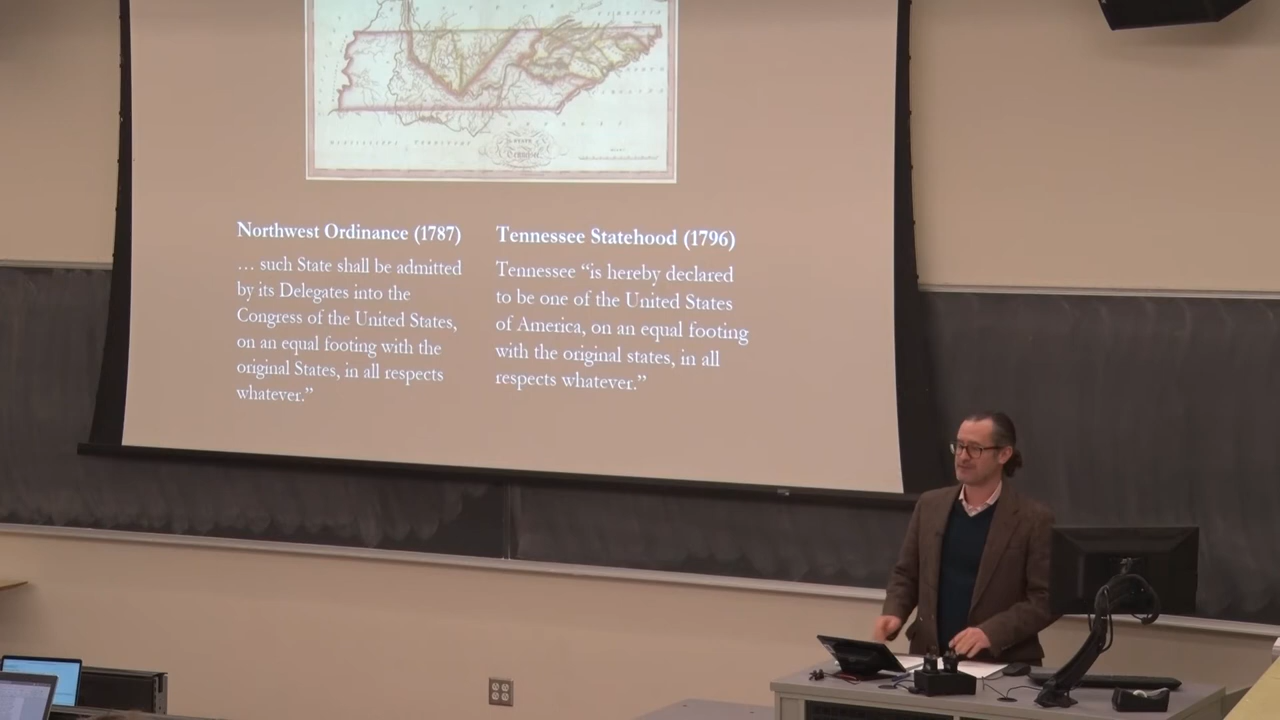 Northwest Ordinance (1787)
… such State shall be admitted
by its Delegates into the
Congress of the United States,
on an equal footing with the
original States, in all respects
whatever.”
Tennessee Statehood (1796)
Tennessee “is hereby declared
to be one of the United States
of America, on an equal footing
with the original states, in all
respects whatever.”